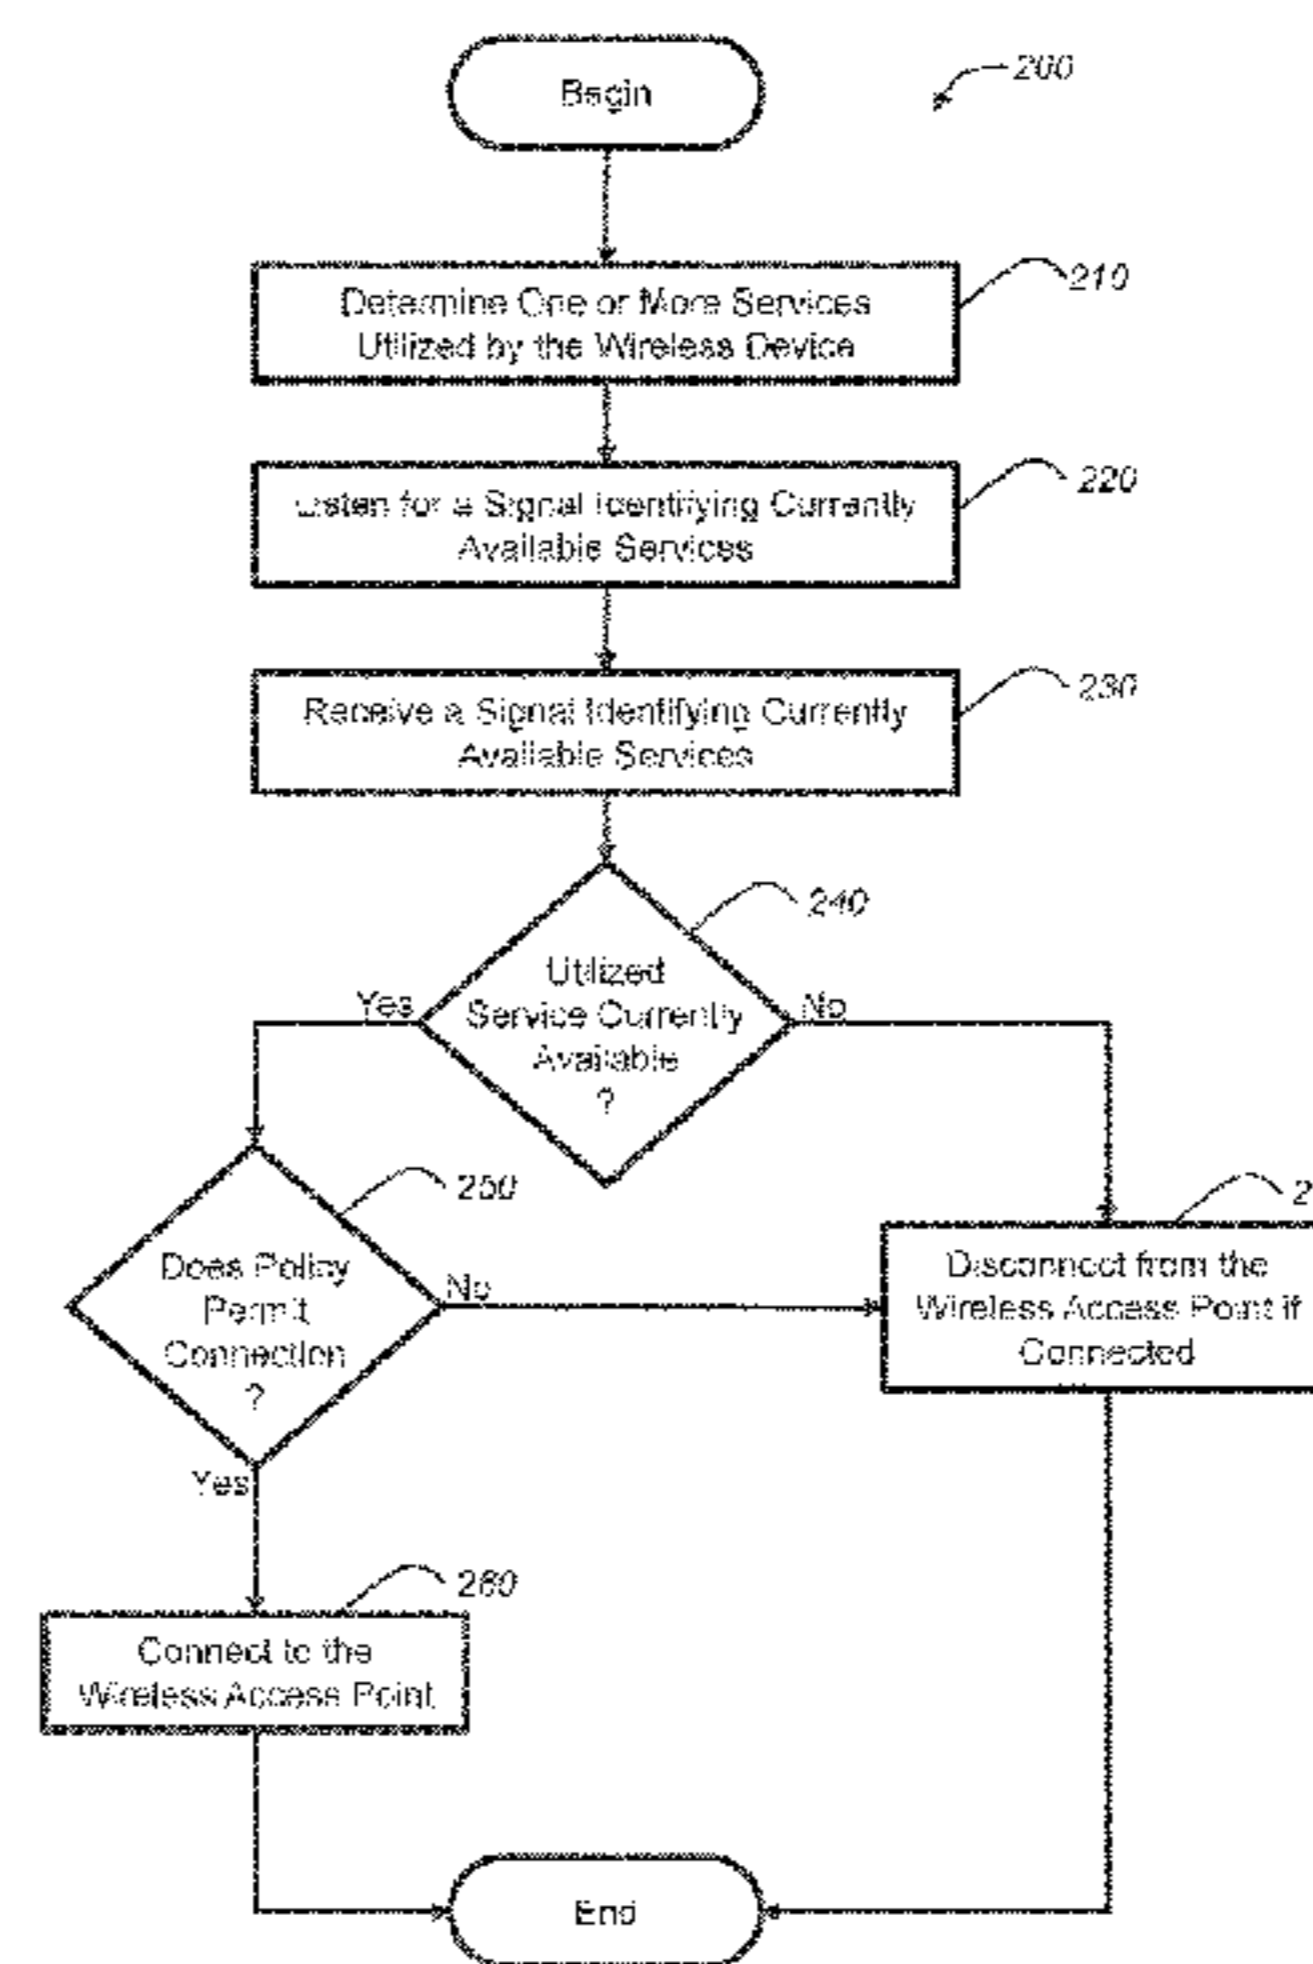 Begin
200
Determine One or More Services
Utilized by the Wireless Device
210
Listen for a Signal Identifying Currently
Available Services
220
Receive a Signal Identifying Currently
Available Services
230
240
Utilized
Service Currently
Available
?
Yes
No
250
Does Policy
Permit
Connection
?
No
Yes
2
Disconnect from the
Wireless Access Point if
Connected
260
Connect to the
Wireless Access Point
End